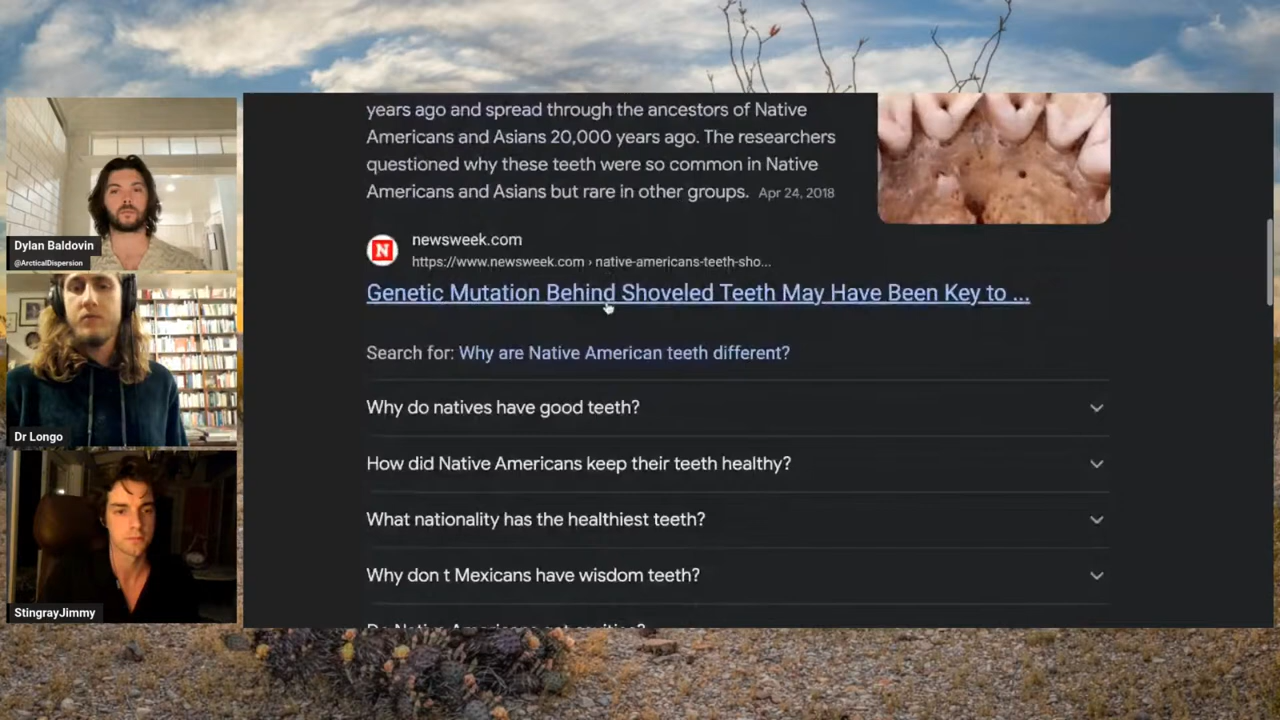 Dylan Baldovin
@ArcticalDispersion
Dr Longo
StingrayJimmy
years ago and spread through the ancestors of Native
Americans and Asians 20,000 years ago. The researchers
questioned why these teeth were so common in Native
Americans and Asians but rare in other groups. Apr 24, 2018
N
newsweek.com
https://www.newsweek.com › native-americans-teeth-sho...
Genetic Mutation Behind Shoveled Teeth May Have Been Key to ...
Search for: Why are Native American teeth different?
Why do natives have good teeth?
How did Native Americans keep their teeth healthy?
What nationality has the healthiest teeth?
Why don t Mexicans have wisdom teeth?